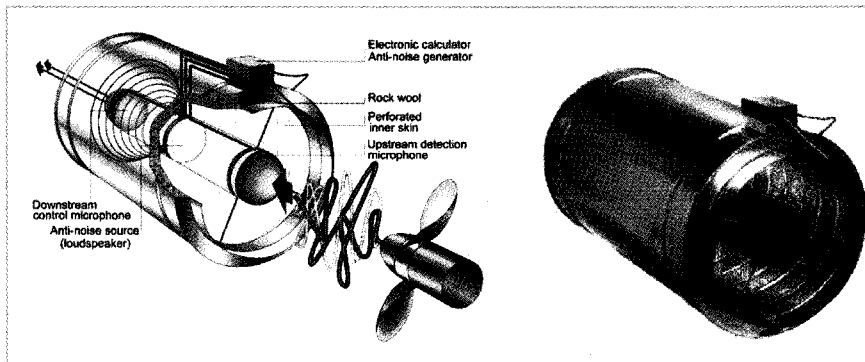 Electronic calculator
Anti-noise generator
Rock wool
Perforated
inner skin
Upstream detection
microphone
Downstream
control microphone
Anti-noise source
(loudspeaker)